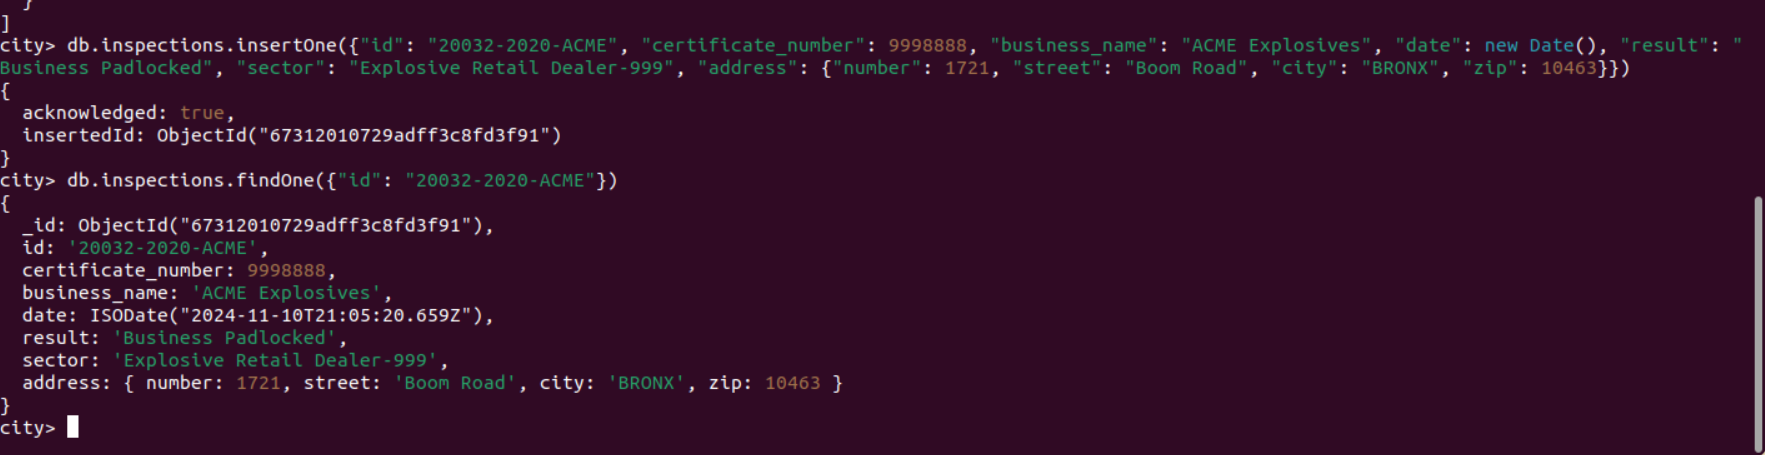 }
]
city> db.inspections.insertOne({"id": "20032-2020-ACME", "certificate_number": 9998888, "business_name": "ACME Explosives", "date": new Date(), "result": "
Business Padlocked", "sector": "Explosive Retail Dealer-999", "address": {"number": 1721, "street": "Boom Road", "city": "BRONX", "zip": 10463}})
{
  acknowledged: true,
  insertedId: ObjectId("67312010729adff3c8fd3f91")
}
city> db.inspections.findOne({"id": "20032-2020-ACME"})
{
  _id: ObjectId("67312010729adff3c8fd3f91"),
  id: '20032-2020-ACME',
  certificate_number: 9998888,
  business_name: 'ACME Explosives',
  date: ISODate("2024-11-10T21:05:20.659Z"),
  result: 'Business Padlocked',
  sector: 'Explosive Retail Dealer-999',
  address: { number: 1721, street: 'Boom Road', city: 'BRONX', zip: 10463 }
}
city>